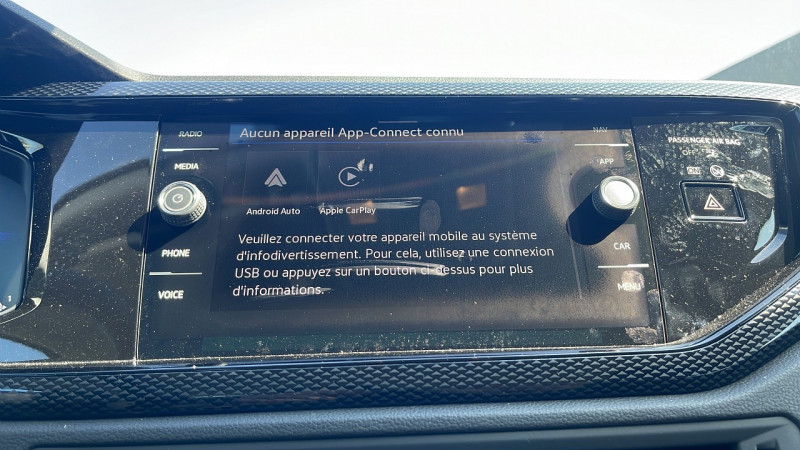 RADIO
MEDIA
PHONE
VOICE
Aucun appareil App-Connect connu
Android Auto
Apple CarPlay
Veuillez connecter votre appareil mobile au système
d'infodivertissement. Pour cela, utilisez une connexion
USB ou appuyez sur un bouton ci-dessus pour plus
d'informations.
NAV
APP
CAR
MENU
PASSENGER AIR BAG
OFF
ON
1